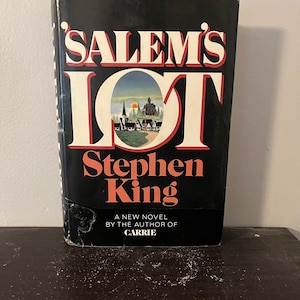 'SALEM'S
LOT
Stephen
King
A NEW NOVEL
BY THE AUTHOR OF
CARRIE